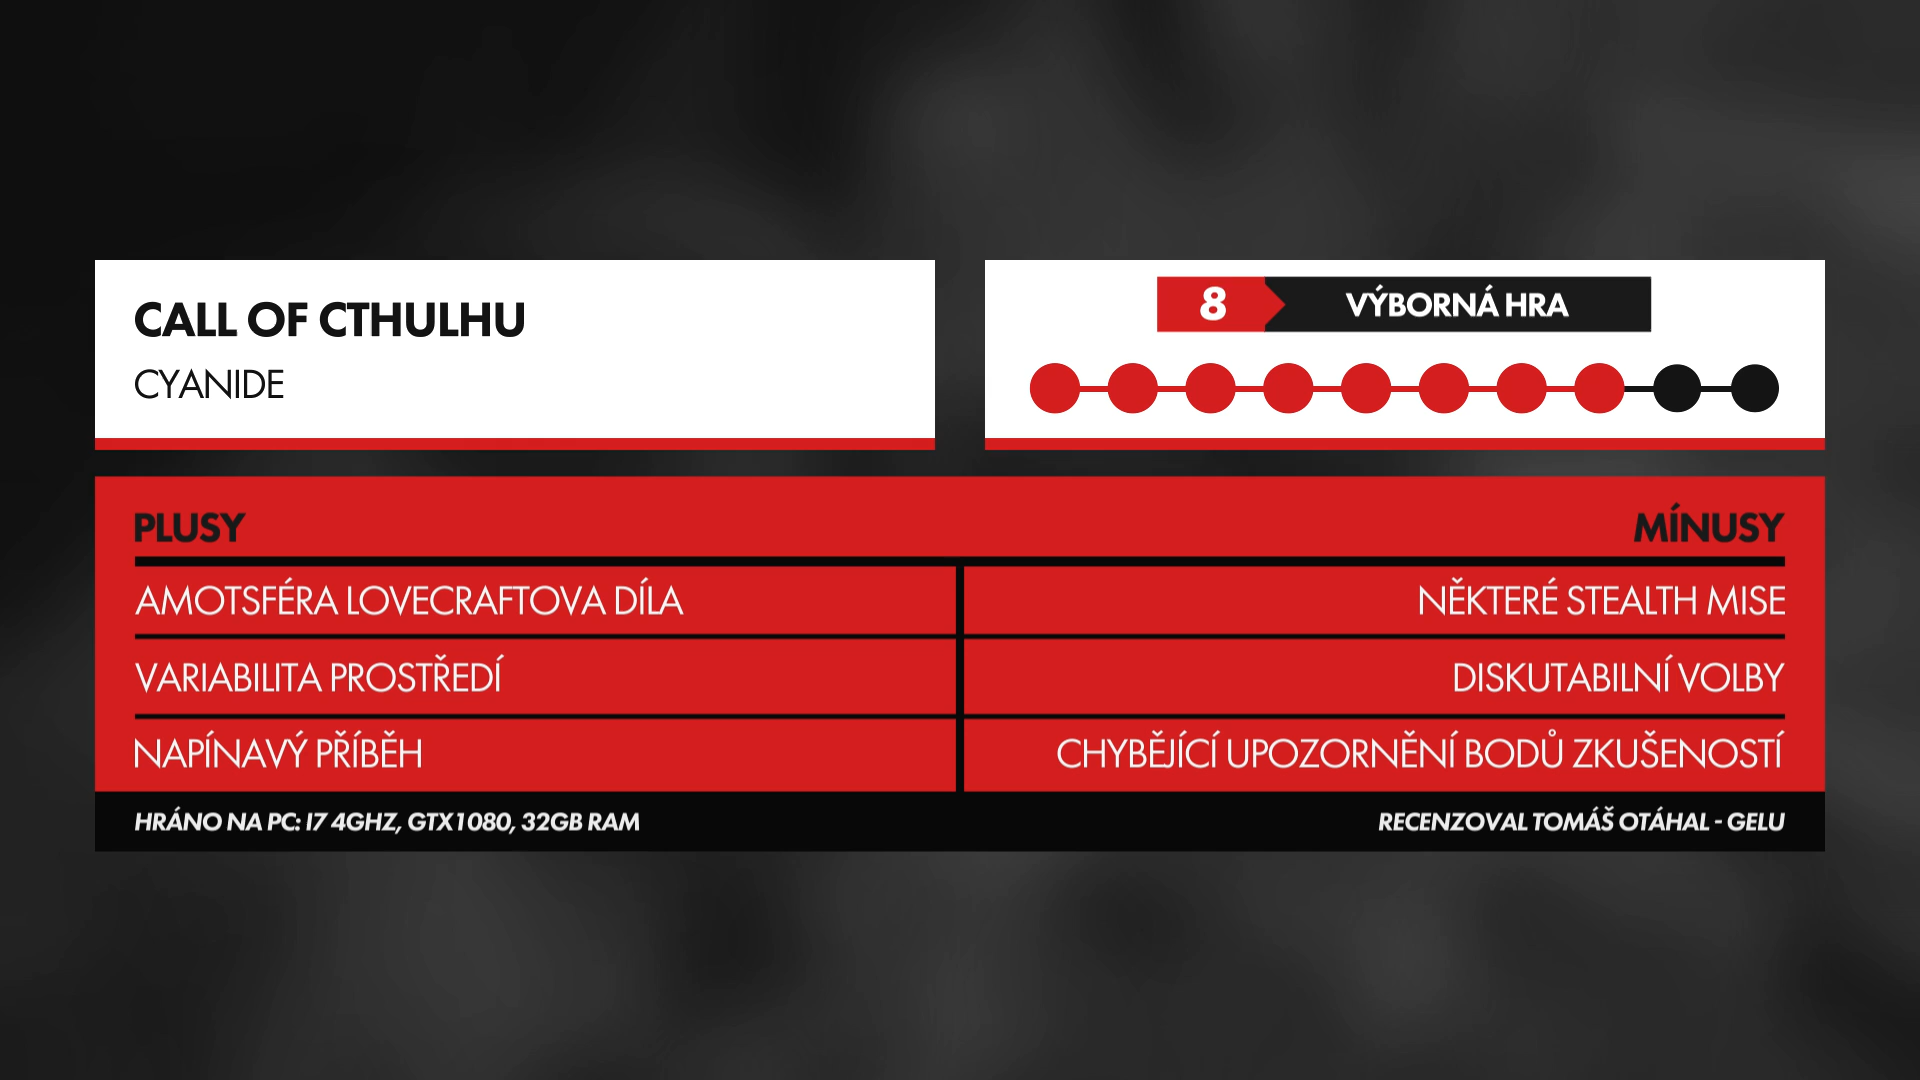 CALL OF CTHULHU
CYANIDE
8 VÝBORNÁ HRA
PLUSY
MÍNUSY
AMOTSFÉRA LOVECRAFTOVA DÍLA
NĚKTERÉ STEALTH MISE
VARIABILITA PROSTŘEDÍ
DISKUTABILNÍ VOLBY
NAPÍNAVÝ PŘÍBĚH
CHYBĚJÍCÍ UPOZORNĚNÍ BODŮ ZKUŠENOSTÍ
HRÁNO NA PC: I7 4GHZ, GTX1080, 32GB RAM
RECENZOVAL TOMÁŠ OTÁHAL - GELU